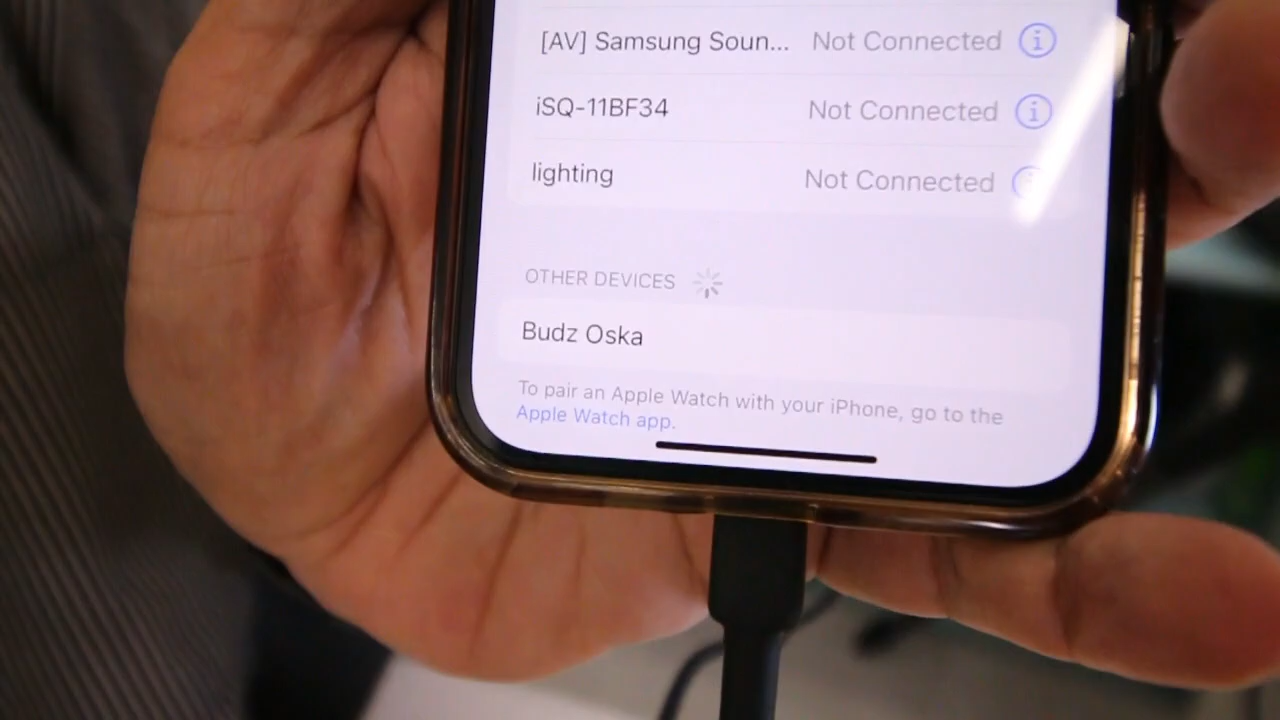 [AV] Samsung Soun... Not Connected
iSQ-11BF34 Not Connected
lighting Not Connected
OTHER DEVICES
Budz Oska
To pair an Apple Watch with your iPhone, go to the
Apple Watch app.